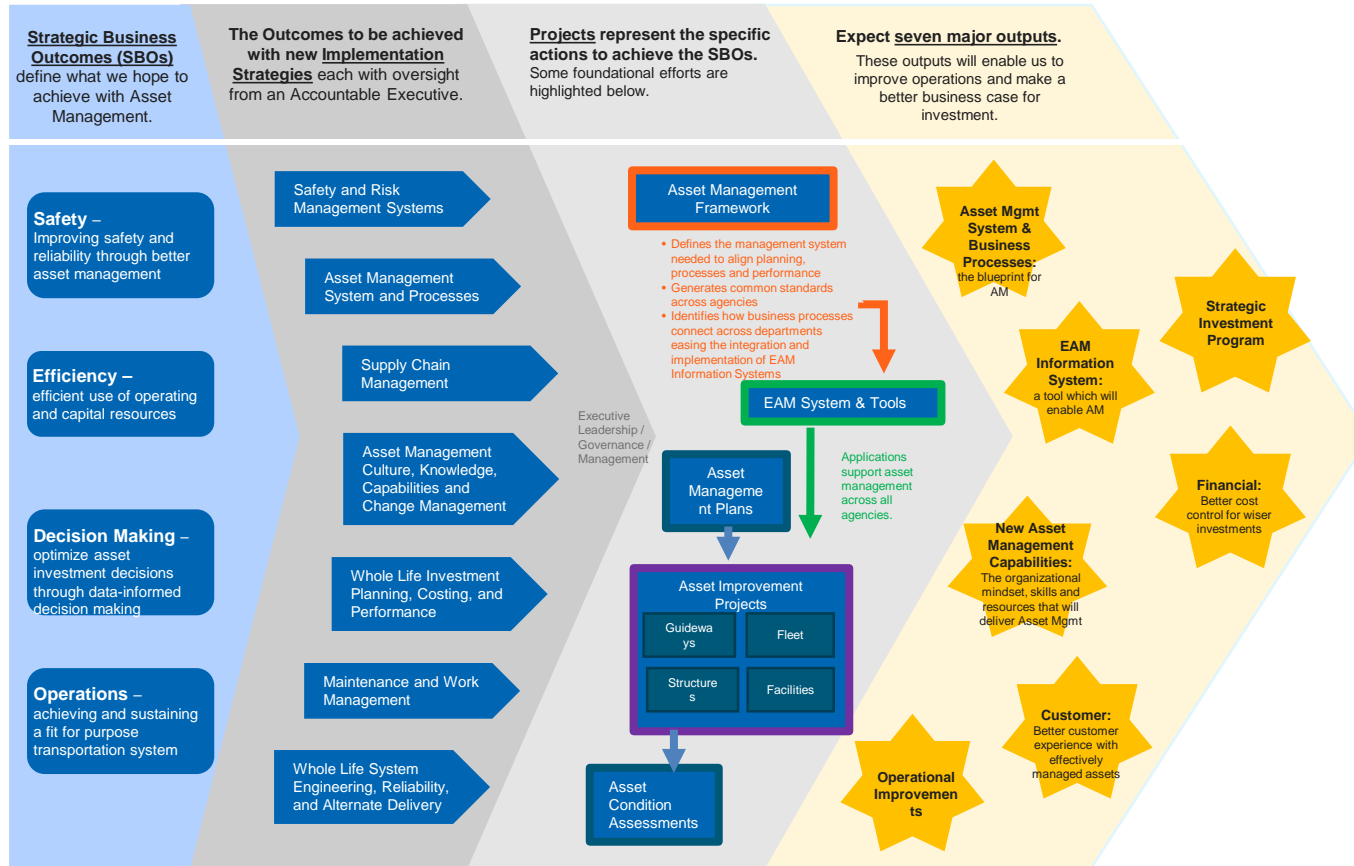 Strategic Business
Outcomes (SBOs)
define what we hope to
achieve with Asset
Management.
The Outcomes to be achieved
with new Implementation
Strategies each with oversight
from an Accountable Executive.
Projects represent the specific
actions to achieve the SBOs.
Some foundational efforts are
highlighted below.
Expect seven major outputs.
These outputs will enable us to
improve operations and make a
better business case for
investment.
Safety –
Improving safety and
reliability through better
asset management
Efficiency –
efficient use of operating
and capital resources
Decision Making –
optimize asset
investment decisions
through data-informed
decision making
Operations –
achieving and sustaining
a fit for purpose
transportation system
Safety and Risk
Management Systems
Asset Management
System and Processes
Supply Chain
Management
Asset Management
Culture, Knowledge,
Capabilities and
Change Management
Whole Life Investment
Planning, Costing, and
Performance
Maintenance and Work
Management
Whole Life System
Engineering, Reliability,
and Alternate Delivery
Executive
Leadership /
Governance /
Management
Asset Management
Framework
• Defines the management system
needed to align planning,
processes and performance
• Generates common standards
across agencies
• Identifies how business processes
connect across departments
easing the integration and
implementation of EAM
Information Systems
EAM System & Tools
Applications
support asset
management
across all
agencies.
Asset
Manageme
nt Plans
Asset Improvement
Projects
Guidewa
ys
Fleet
Structure
s
Facilities
Asset
Condition
Assessments
Asset Mgmt
System &
Business
Processes:
the blueprint for
AM
Strategic
Investment
Program
EAM
Information
System:
a tool which will
enable AM
Financial:
Better cost
control for wiser
investments
New Asset
Management
Capabilities:
The organizational
mindset, skills and
resources that will
deliver Asset Mgmt
Customer:
Better customer
experience with
effectively
managed assets
Operational
Improvemen
ts